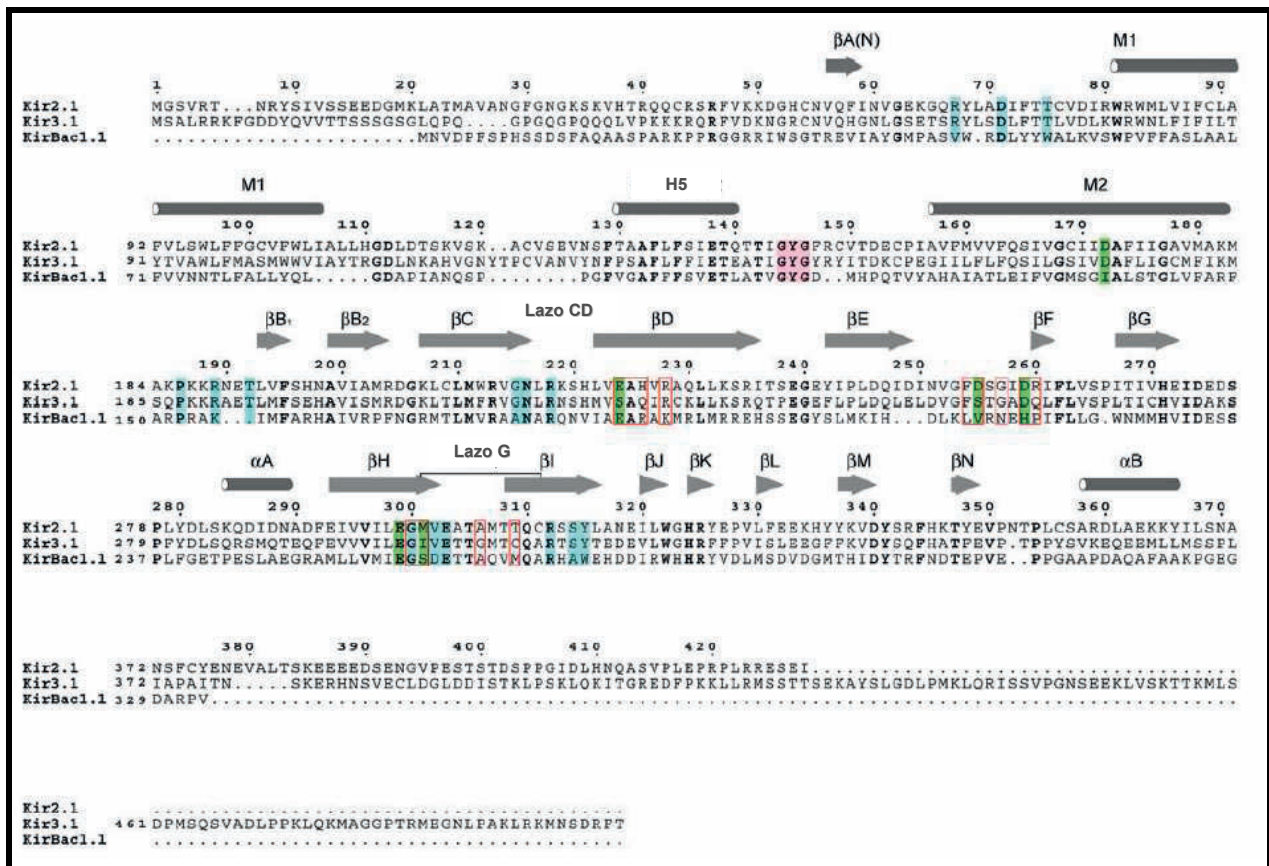 βA(N) M1
1 10 20 30 40 50 60 70 80 90
Kir2.1 MGSVRT...NRYSIVSSEEDGMKLATMAVANGFGNGKSKVHTRQQCRSRFVKKDGHCNVQFINVGEKGQRYLADIFTTCVDIRWRWMLVIFCLA
Kir3.1 MSALRRKFGDDYQVVTTSSSGSGLQPQ....GPGQGPQQQLVPKKKRQRFVDKNGRCNVQHGNLGSETSRYLSDLFTTLVDLKWRWNLFIFILT
KirBac1.1 .......................MNVDPFSPHSSDSFAQAASPARKPPRGGRRIWSGTREVIAYGMPASVW.RDLYYWALKVSWPVFFASLAAL
M1 H5 M2
100 110 120 130 140 150 160 170 180
Kir2.1 92 FVLSWLFFGCVFWLIALLHGDLDTSKVSK..ACVSEVNSFTAAFLFSIETQTTIGYGFRCVTDECPIAVFMVVFQSIVGCIIDAFIIGAVMAKM
Kir3.1 91 YTVAWLFMASMWWVIAYTRGDLNKAHVGNYTPCVANVYNFPSAFLFFIETEATIGYGYRYITDKCPEGIILFLFQSILGSIVDAFLIGCMFIKM
KirBac1.1 71 FVVNNTLFALLYQL.....GDAPIANQSP.....PGFVGAFFFSVETLATVGYGD..MHPQTVYAHAIATLEIFVGMSGIALSTGLVFARF
βB₁ βB₂ βC Lazo CD βD βE βF βG
190 200 210 220 230 240 250 260 270
Kir2.1 184 AKPKKRNETLVFSHNAVIAMRDGKLCLMWRVGNLRKSHLVEAHVRAQLLKSRITSEGEYIPLDQIDINVGFDSGIDRIFLVSPITIVHEIDEDS
Kir3.1 185 SQPKKRAETLMFSEHAVISMRDGKLTLMFRVGNLRNSHMVSAQIRCKLLKSRQTPEGEFLPLDQLELDVGFSTGADQLFLVSPLTICHVIDAKS
KirBac1.1 150 ARPRAK...IMFARHAIVRPFNGRMTLMVRAANARQNVIAEARAKMRLMRREHSSEGYSLMKIH..DLKLVRNEHPIFLLG.WNMMHVIDESS
αA βH Lazo G βI βJ βK βL βM βN αB
280 290 300 310 320 330 340 350 360 370
Kir2.1 278 PLYDLSKQDIDNADFEIVVILEGMVEATAMTTQCRSSYLANEILWGHRYEPVLFEEKHYYKVDYSRFHKTYEVPNTPLCSARDLAEKKYILSNA
Kir3.1 279 PFYDLSQRSMQTEQFEVVVILEGIVETTGMTCQARTSYTEDEVLWGHRFFPVISLEEGFFKVDYSQFHATFEVP.TPPYSVKEQEEMLLMSSPL
KirBac1.1 237 PLFGETPESLAEGRAMLLVMIEGSDETTAQVMQARHAWEHDDIRWHHRYVDLMSDVDGMTHIDYTRFNDTEPVE..PPGAAPDAQAFAAKPGEG
380 390 400 410 420
Kir2.1 372 NSFCYENEVALTSKEEEEDSENGVPESTSTDSPPGIDLHNQASVPLEPRPLRRESEI.....................................
Kir3.1 372 IAPAITN.....SKERHNSVECLDGLDDISTKLPSKLQKITGREDFPKKLLRMSSTTSEKAYSLGDLPMKLQRISSVPGNSEEKLVSKTTKMLS
KirBac1.1 329 DARPV.........................................................................................
Kir2.1 .........................................
Kir3.1 461 DPMSQSVADLPPKLQKMAGGPTRMEGNLPAKLRKMNSDRFT
KirBac1.1 .........................................